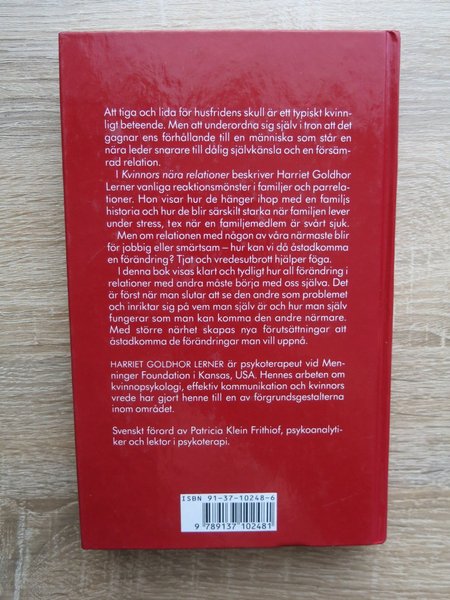 Att tiga och lida för husfridens skull är ett typiskt kvinn-
ligt beteende. Men att underordna sig själv i tron att det
gagnar ens förhållande till en människa som står en
nära leder snarare till dålig självkänsla och en försäm-
rad relation.
I Kvinnors nära relationer beskriver Harriet Goldhor
Lerner vanliga reaktionsmönster i familjer och parrela-
tioner. Hon visar hur de hänger ihop med en familjs
historia och hur de blir särskilt starka när familjen lever
under stress, t ex när en familjemedlem är svårt sjuk.
Men om relationen med någon av våra närmaste blir
för jobbig eller smärtsam – hur kan vi då åstadkomma
en förändring? Tjat och vredesutbrott hjälper föga.
I denna bok visas klart och tydligt hur all förändring i
relationer med andra måste börja med oss själva. Det
är först när man slutar att se den andre som problemet
och inriktar sig på vem man själv är och hur man själv
fungerar som man kan komma den andre närmare.
Med större närhet skapas nya förutsättningar att
åstadkomma de förändringar man vill uppnå.
HARRIET GOLDHOR LERNER är psykoterapeut vid Men-
ninger Foundation i Kansas, USA. Hennes arbeten om
kvinnopsykologi, effektiv kommunikation och kvinnors
vrede har gjort henne till en av förgrundsgestalterna
inom området.
Svenskt förord av Patricia Klein Frithiof, psykoanalyti-
ker och lektor i psykoterapi.
ISBN 91-37-10248-6
9 789137 102481